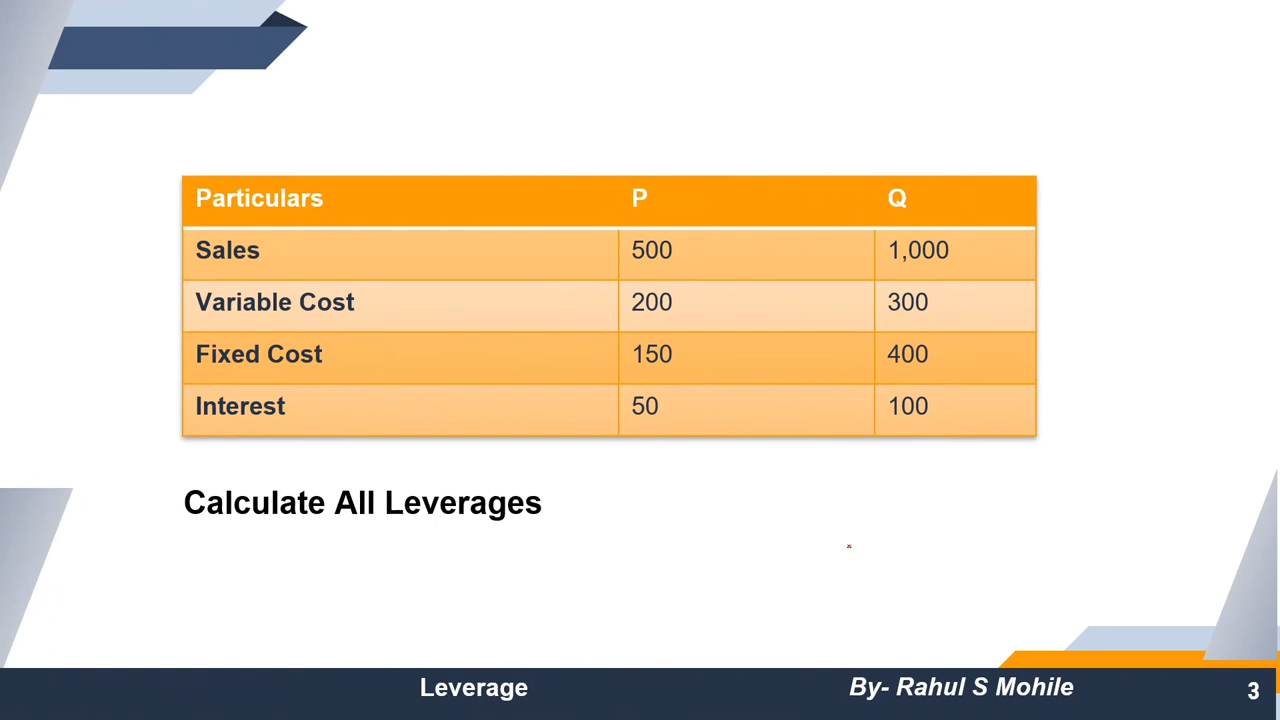 Particulars P Q
Sales 500 1,000
Variable Cost 200 300
Fixed Cost 150 400
Interest 50 100
Calculate All Leverages
Leverage By- Rahul S Mohile 3